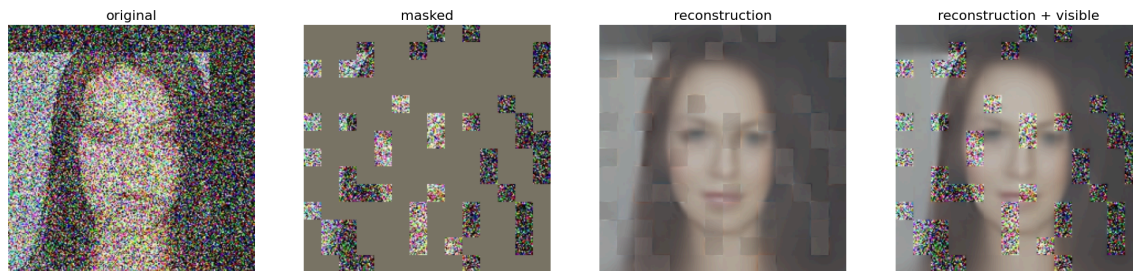 original
masked
reconstruction
reconstruction + visible